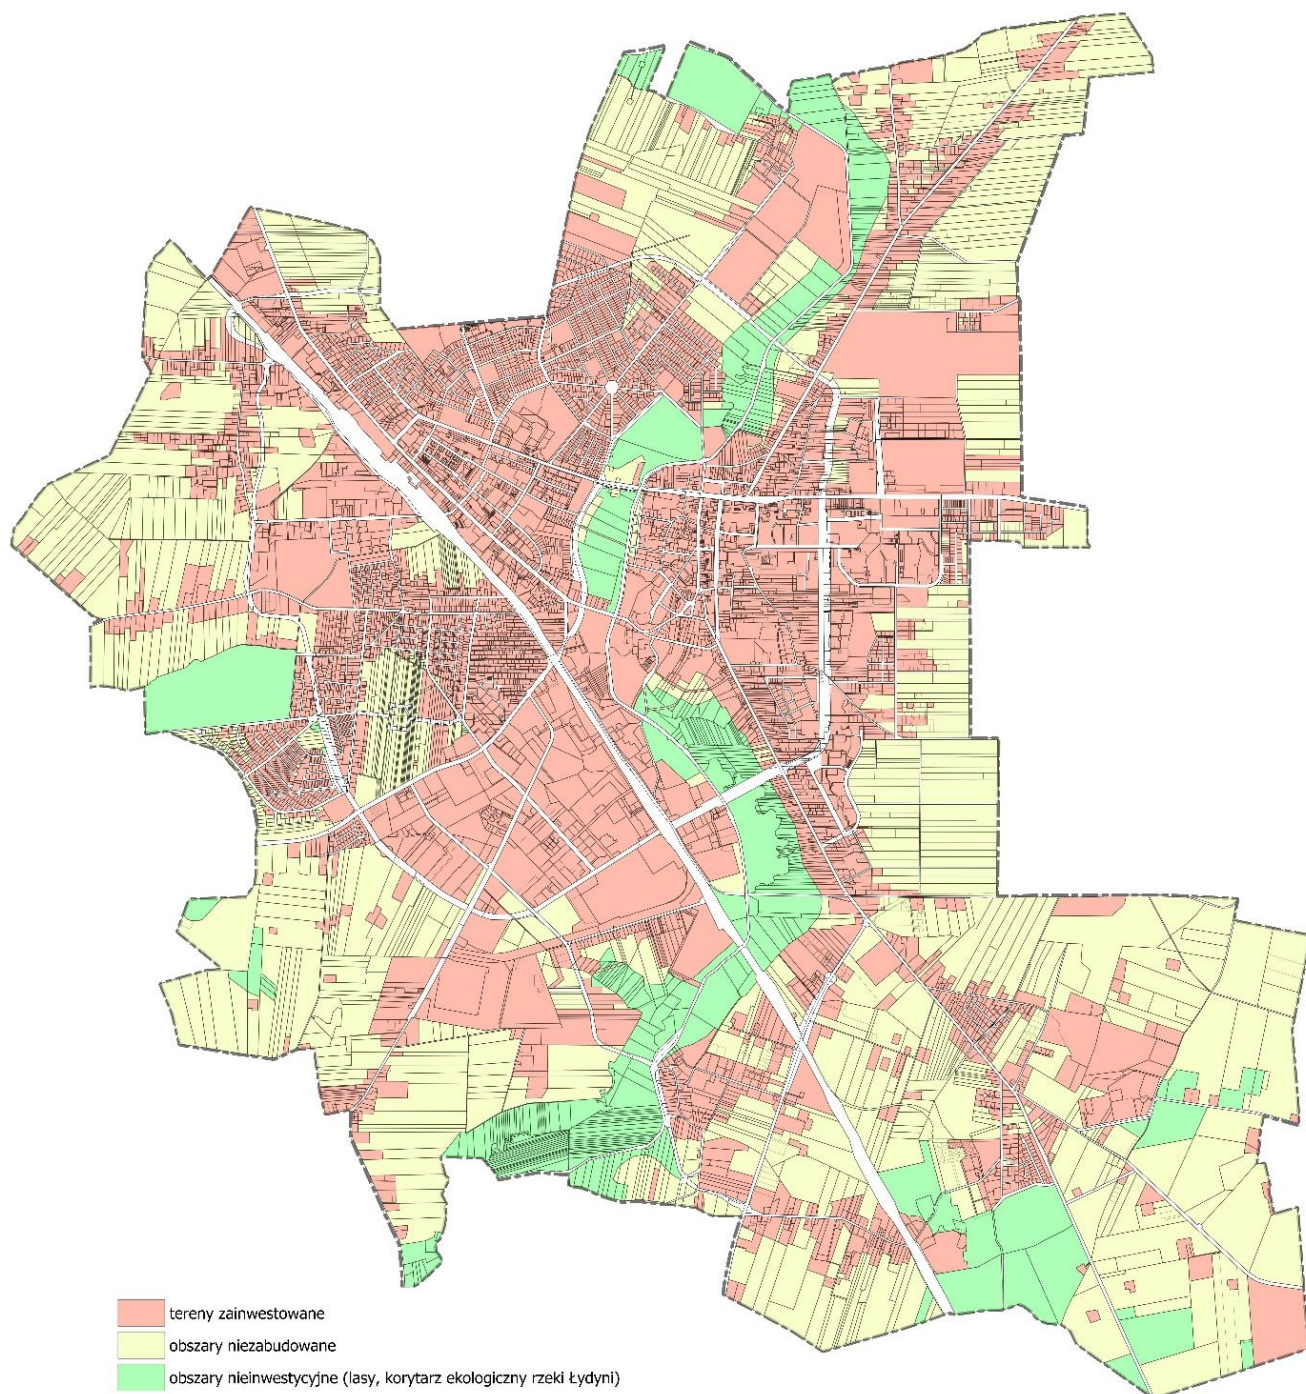 tereny zainwestowane
obszary niezabudowane
obszary nieinwestycyjne (lasy, korytarz ekologiczny rzeki Łydyni)